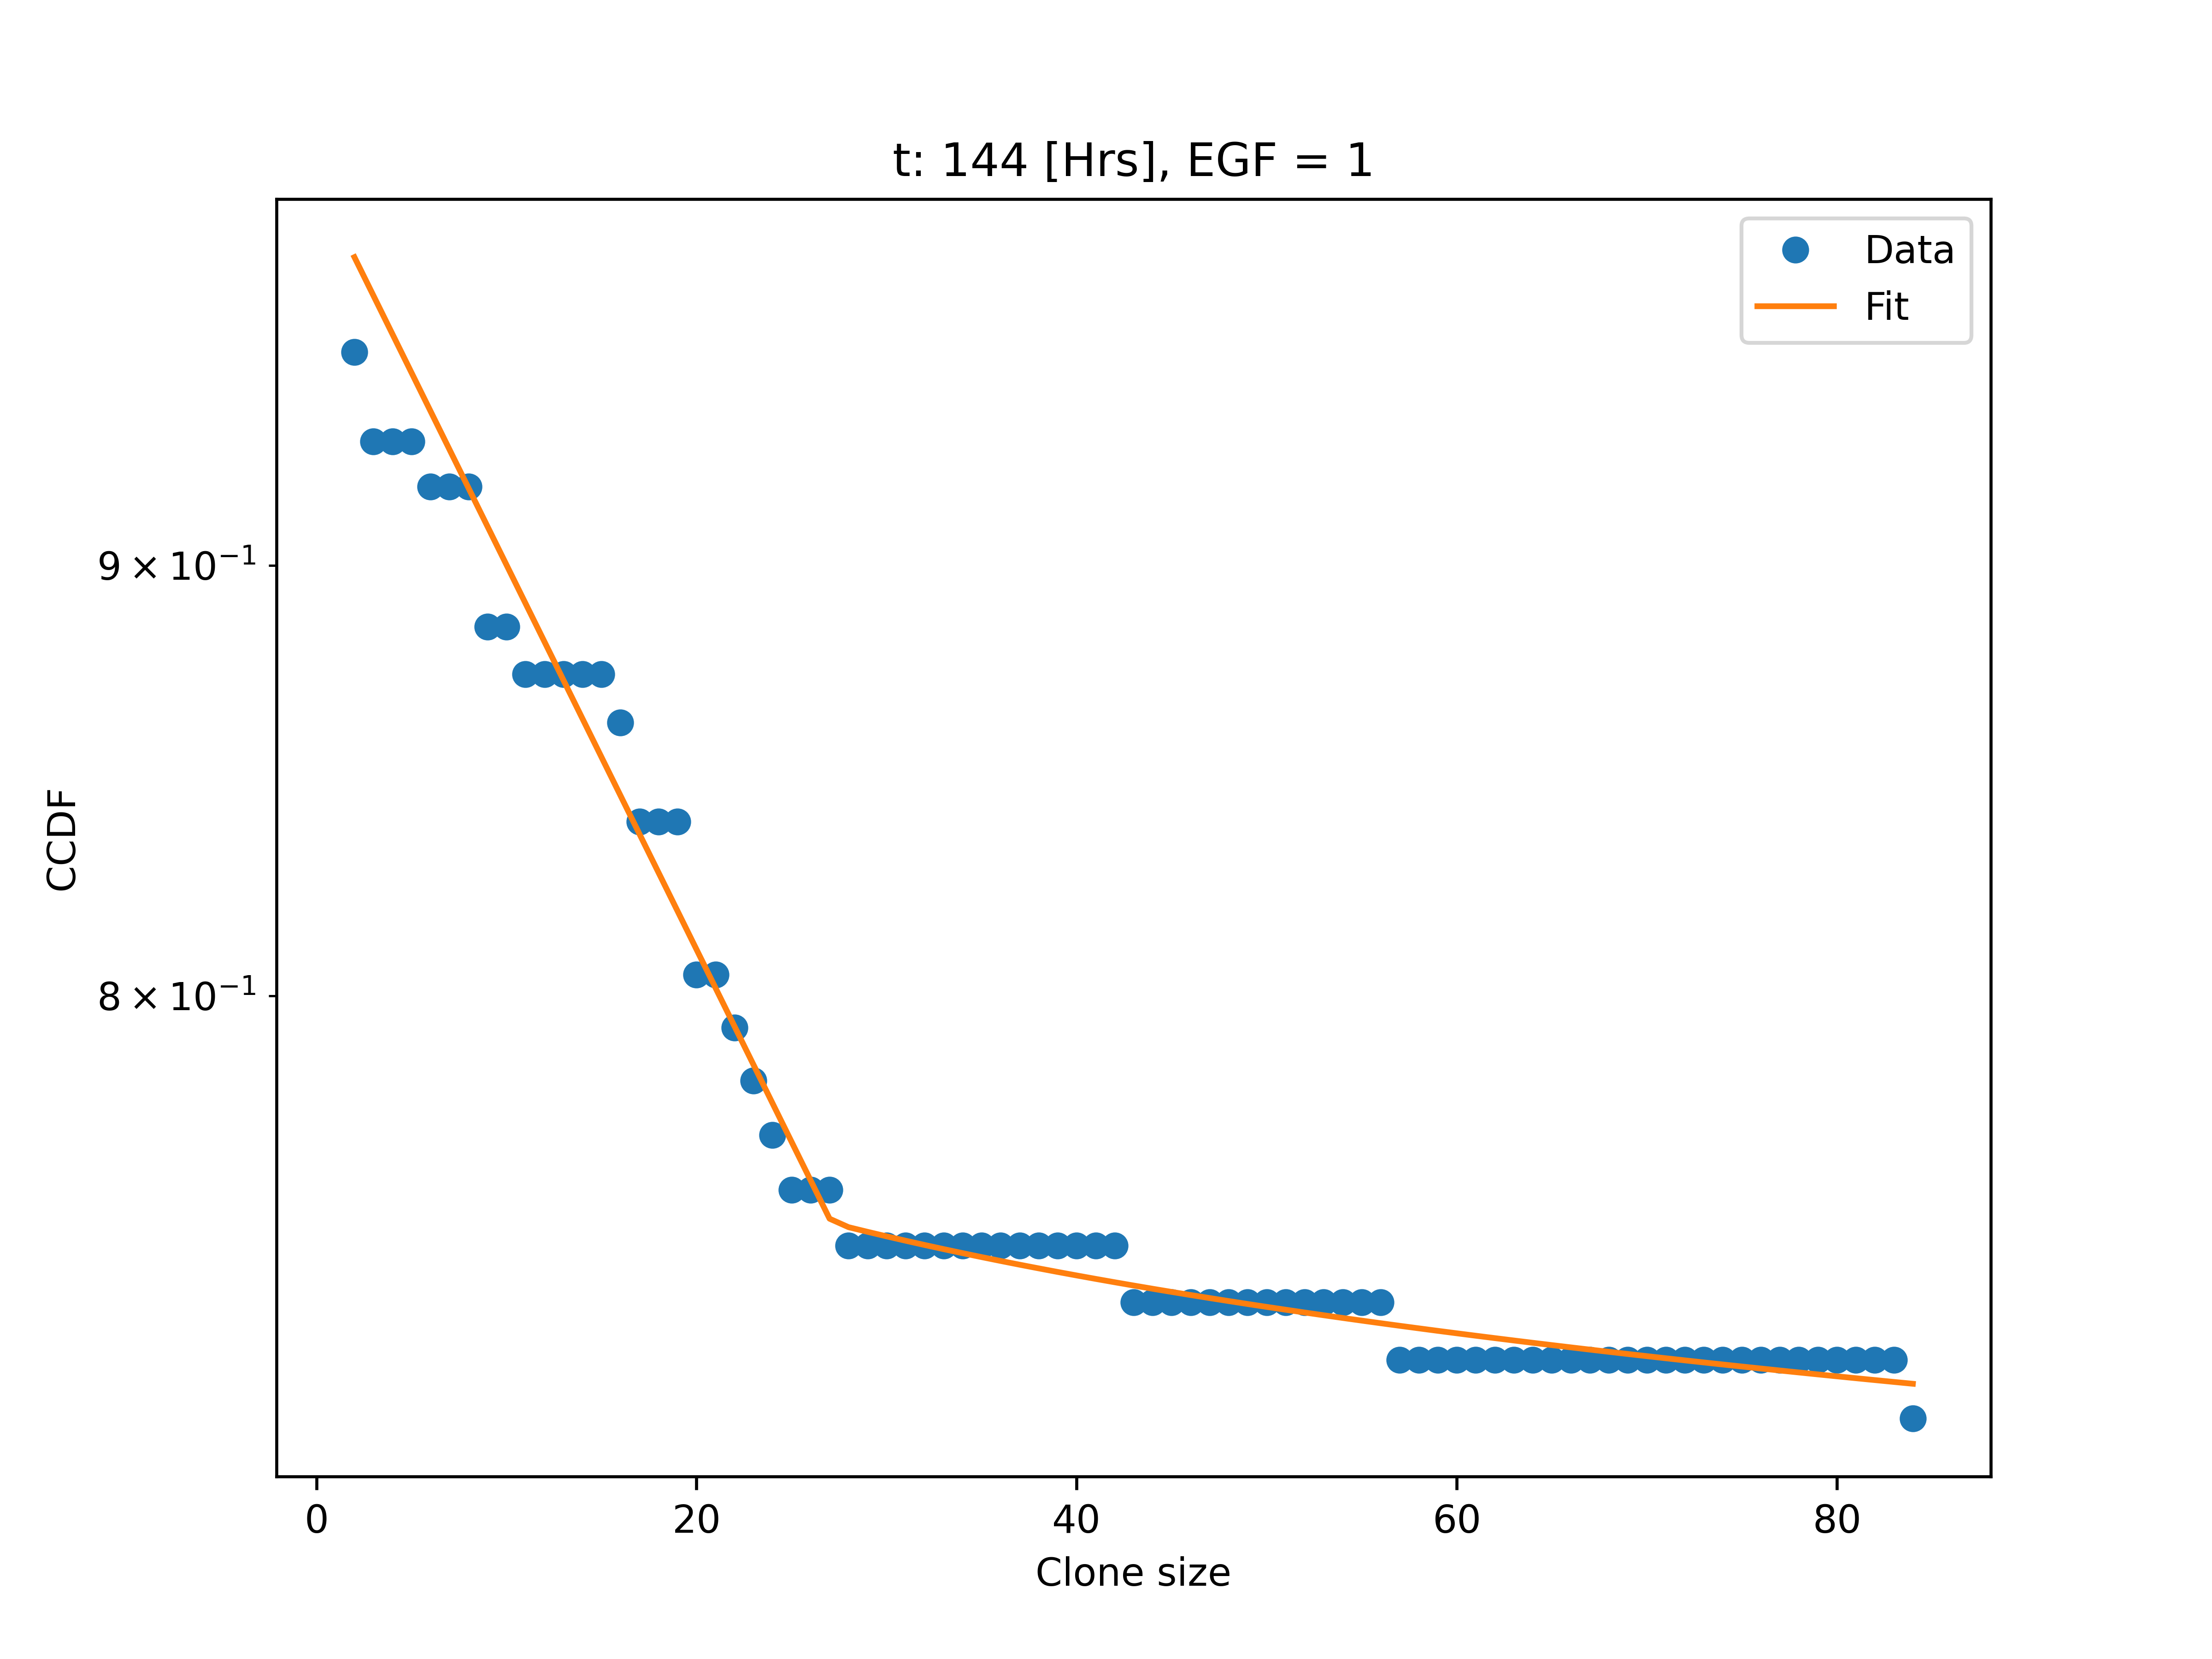 t: 144 [Hrs], EGF = 1
Data
Fit
9 × 10⁻¹
8 × 10⁻¹
CCDF
0 20 40 60 80
Clone size